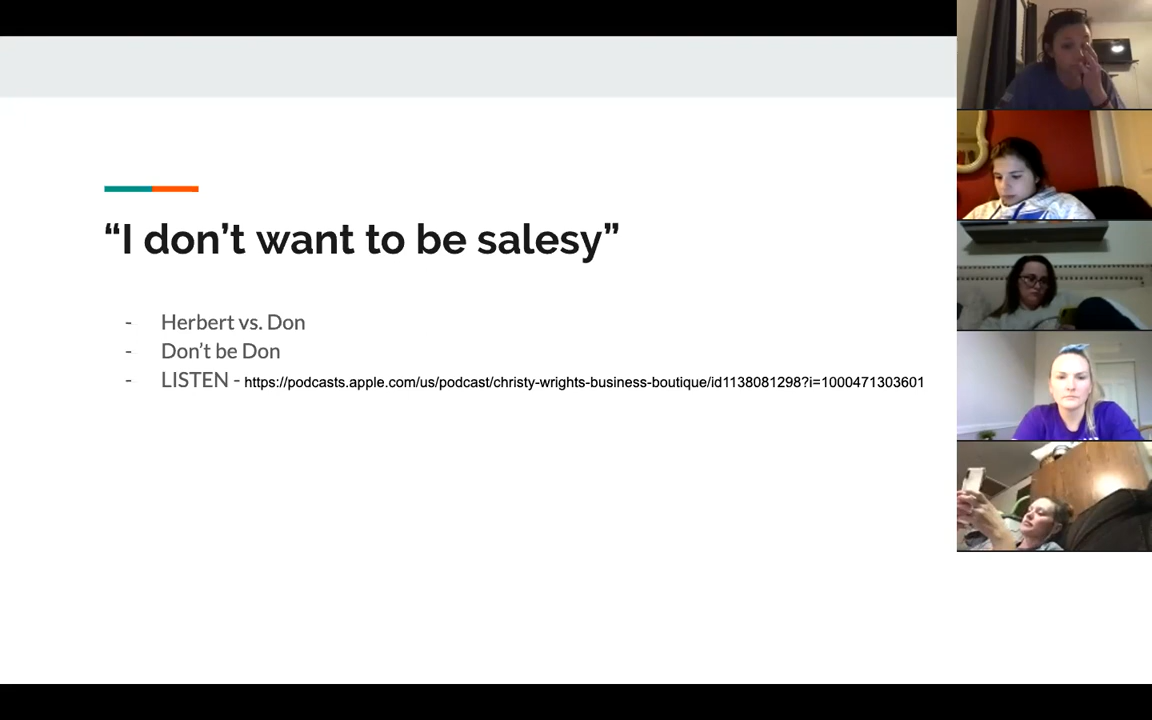 “I don’t want to be salesy”
- Herbert vs. Don
- Don’t be Don
- LISTEN - https://podcasts.apple.com/us/podcast/christy-wrights-business-boutique/id1138081298?i=1000471303601